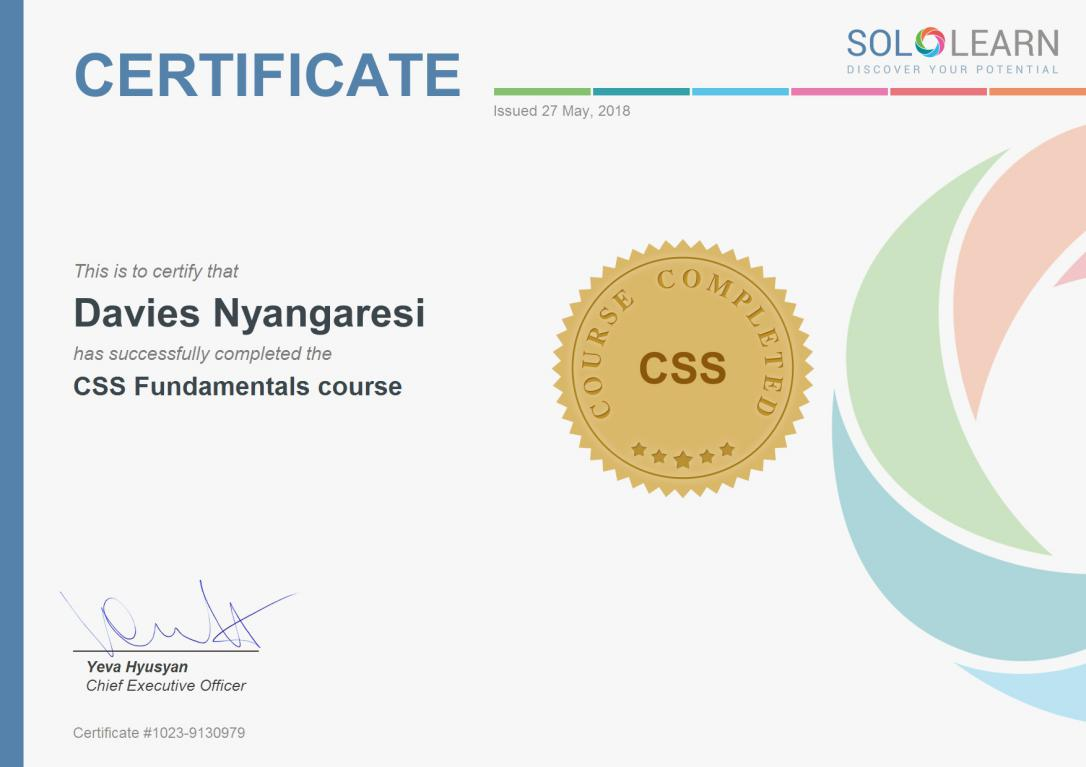 CERTIFICATE
SOLOLEARN
DISCOVER YOUR POTENTIAL
Issued 27 May, 2018
This is to certify that
Davies Nyangaresi
has successfully completed the
CSS Fundamentals course
COURSE COMPLETED
CSS
Yeva Hyusyan
Chief Executive Officer
Certificate #1023-9130979